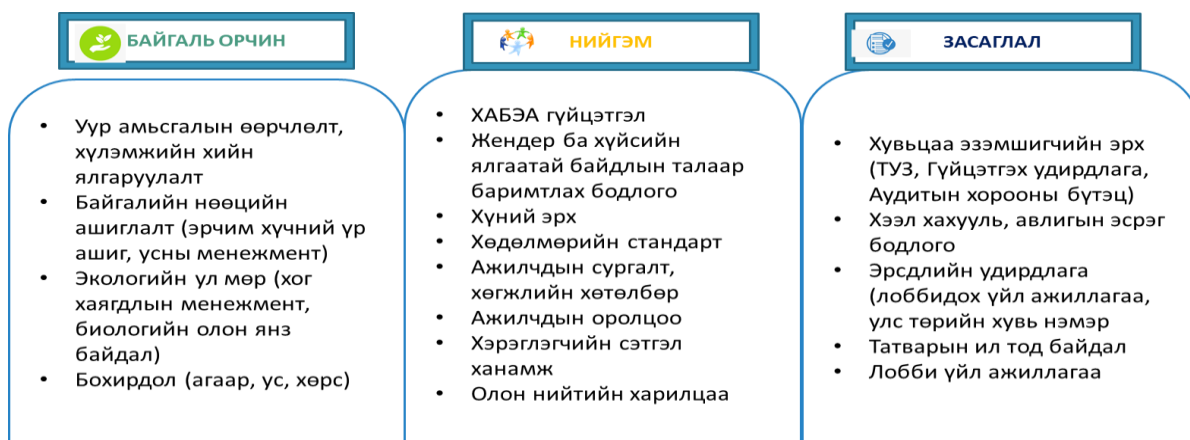 БАЙГАЛЬ ОРЧИН
• Уур амьсгалын өөрчлөлт,
хүлэмжийн хийн
ялгаруулалт
• Байгалийн нөөцийн
ашиглалт (эрчим хүчний үр
ашиг, усны менежмент)
• Экологийн ул мөр (хог
хаягдлын менежмент,
биологийн олон янз
байдал)
• Бохирдол (агаар, ус, хөрс)
НИЙГЭМ
• ХАБЭА гүйцэтгэл
• Жендер ба хүйсийн
ялгаатай байдлын талаар
баримтлах бодлого
• Хүний эрх
• Хөдөлмөрийн стандарт
• Ажилчдын сургалт,
хөгжлийн хөтөлбөр
• Ажилчдын оролцоо
• Хэрэглэгчийн сэтгэл
ханамж
• Олон нийтийн харилцаа
ЗАСАГЛАЛ
• Хувьцаа эзэмшигчийн эрх
(ТУЗ, Гүйцэтгэх удирдлага,
Аудитын хорооны бүтэц)
• Хээл хахууль, авлигын эсрэг
бодлого
• Эрсдлийн удирдлага
(лоббидох үйл ажиллагаа,
улс төрийн хувь нэмэр
• Татварын ил тод байдал
• Лобби үйл ажиллагаа